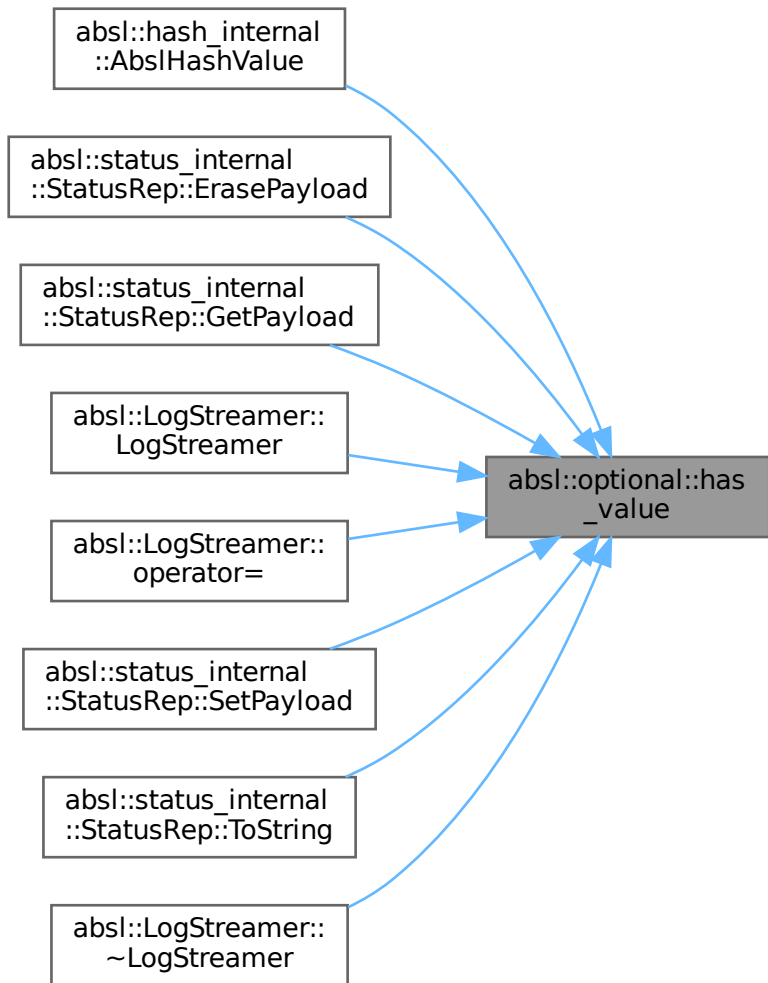 absl::hash_internal
::AbslHashValue
absl::status_internal
::StatusRep::ErasePayload
absl::status_internal
::StatusRep::GetPayload
absl::LogStreamer::
LogStreamer
absl::optional::has
_value
absl::LogStreamer::
operator=
absl::status_internal
::StatusRep::SetPayload
absl::status_internal
::StatusRep::ToString
absl::LogStreamer::
~LogStreamer